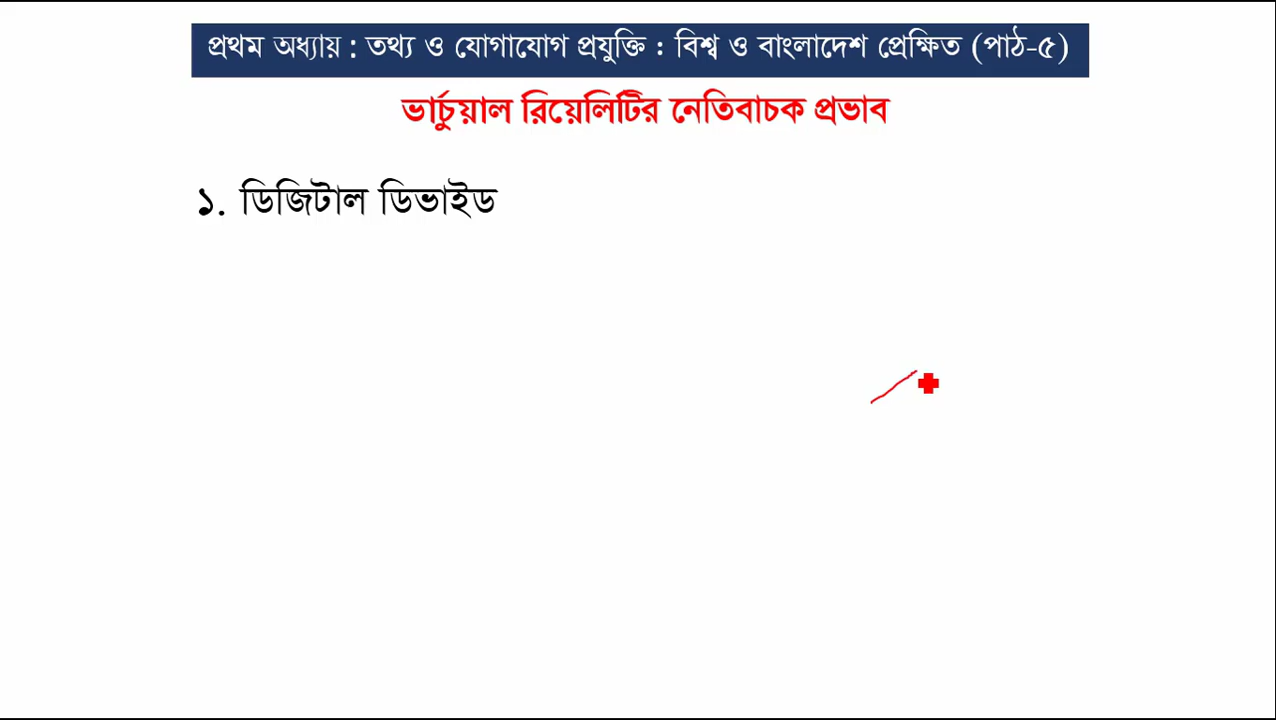 প্রথম অধ্যায় : তথ্য ও যোগাযোগ প্রযুক্তি : বিশ্ব ও বাংলাদেশ প্রেক্ষিত (পাঠ-৫)
ভার্চুয়াল রিয়েলিটির নেতিবাচক প্রভাব
১. ডিজিটাল ডিভাইড